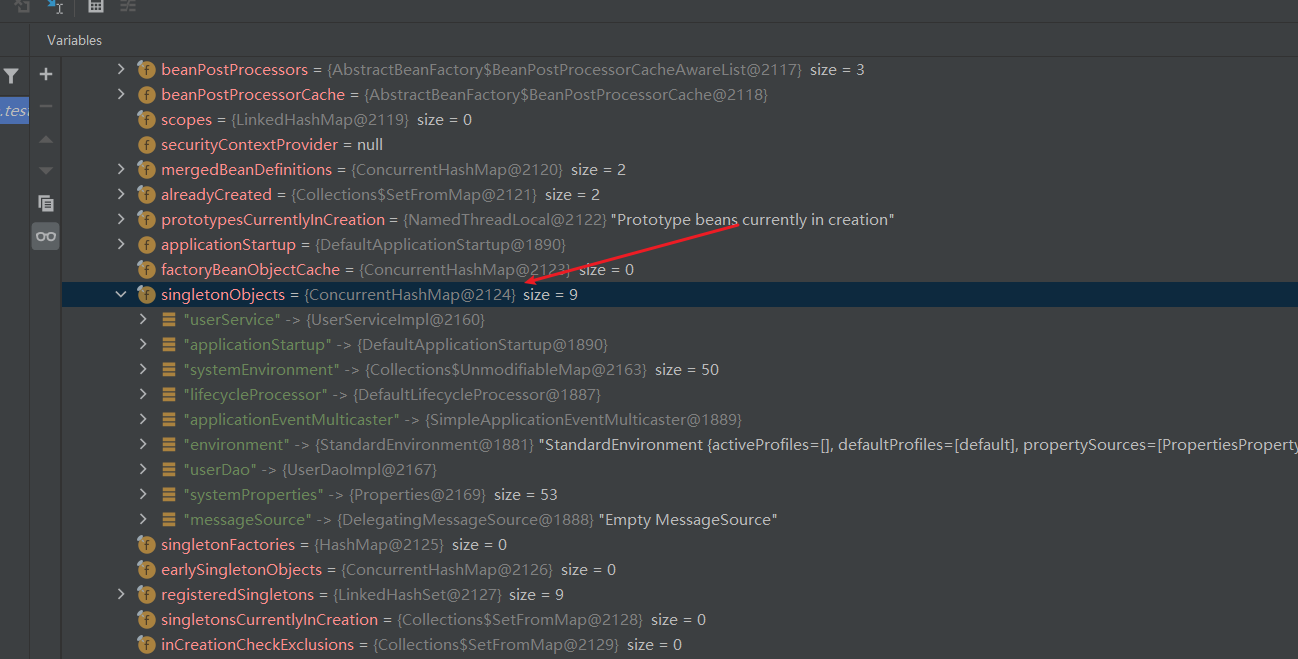 Variables
beanPostProcessors = {AbstractBeanFactory$BeanPostProcessorCacheAwareList@2117} size = 3
beanPostProcessorCache = {AbstractBeanFactory$BeanPostProcessorCache@2118}
.test
scopes = {LinkedHashMap@2119} size = 0
securityContextProvider = null
mergedBeanDefinitions = {ConcurrentHashMap@2120} size = 2
alreadyCreated = {Collections$SetFromMap@2121} size = 2
prototypesCurrentlyInCreation = {NamedThreadLocal@2122} "Prototype beans currently in creation"
applicationStartup = {DefaultApplicationStartup@1890}
factoryBeanObjectCache = {ConcurrentHashMap@2123} size = 0
singletonObjects = {ConcurrentHashMap@2124} size = 9
"userService" -> {UserServiceImpl@2160}
"applicationStartup" -> {DefaultApplicationStartup@1890}
"systemEnvironment" -> {Collections$UnmodifiableMap@2163} size = 50
"lifecycleProcessor" -> {DefaultLifecycleProcessor@1887}
"applicationEventMulticaster" -> {SimpleApplicationEventMulticaster@1889}
"environment" -> {StandardEnvironment@1881} "StandardEnvironment {activeProfiles=[], defaultProfiles=[default], propertySources=[PropertiesProperty
"userDao" -> {UserDaoImpl@2167}
"systemProperties" -> {Properties@2169} size = 53
"messageSource" -> {DelegatingMessageSource@1888} "Empty MessageSource"
singletonFactories = {HashMap@2125} size = 0
earlySingletonObjects = {ConcurrentHashMap@2126} size = 0
registeredSingletons = {LinkedHashSet@2127} size = 9
singletonsCurrentlyInCreation = {Collections$SetFromMap@2128} size = 0
inCreationCheckExclusions = {Collections$SetFromMap@2129} size = 0